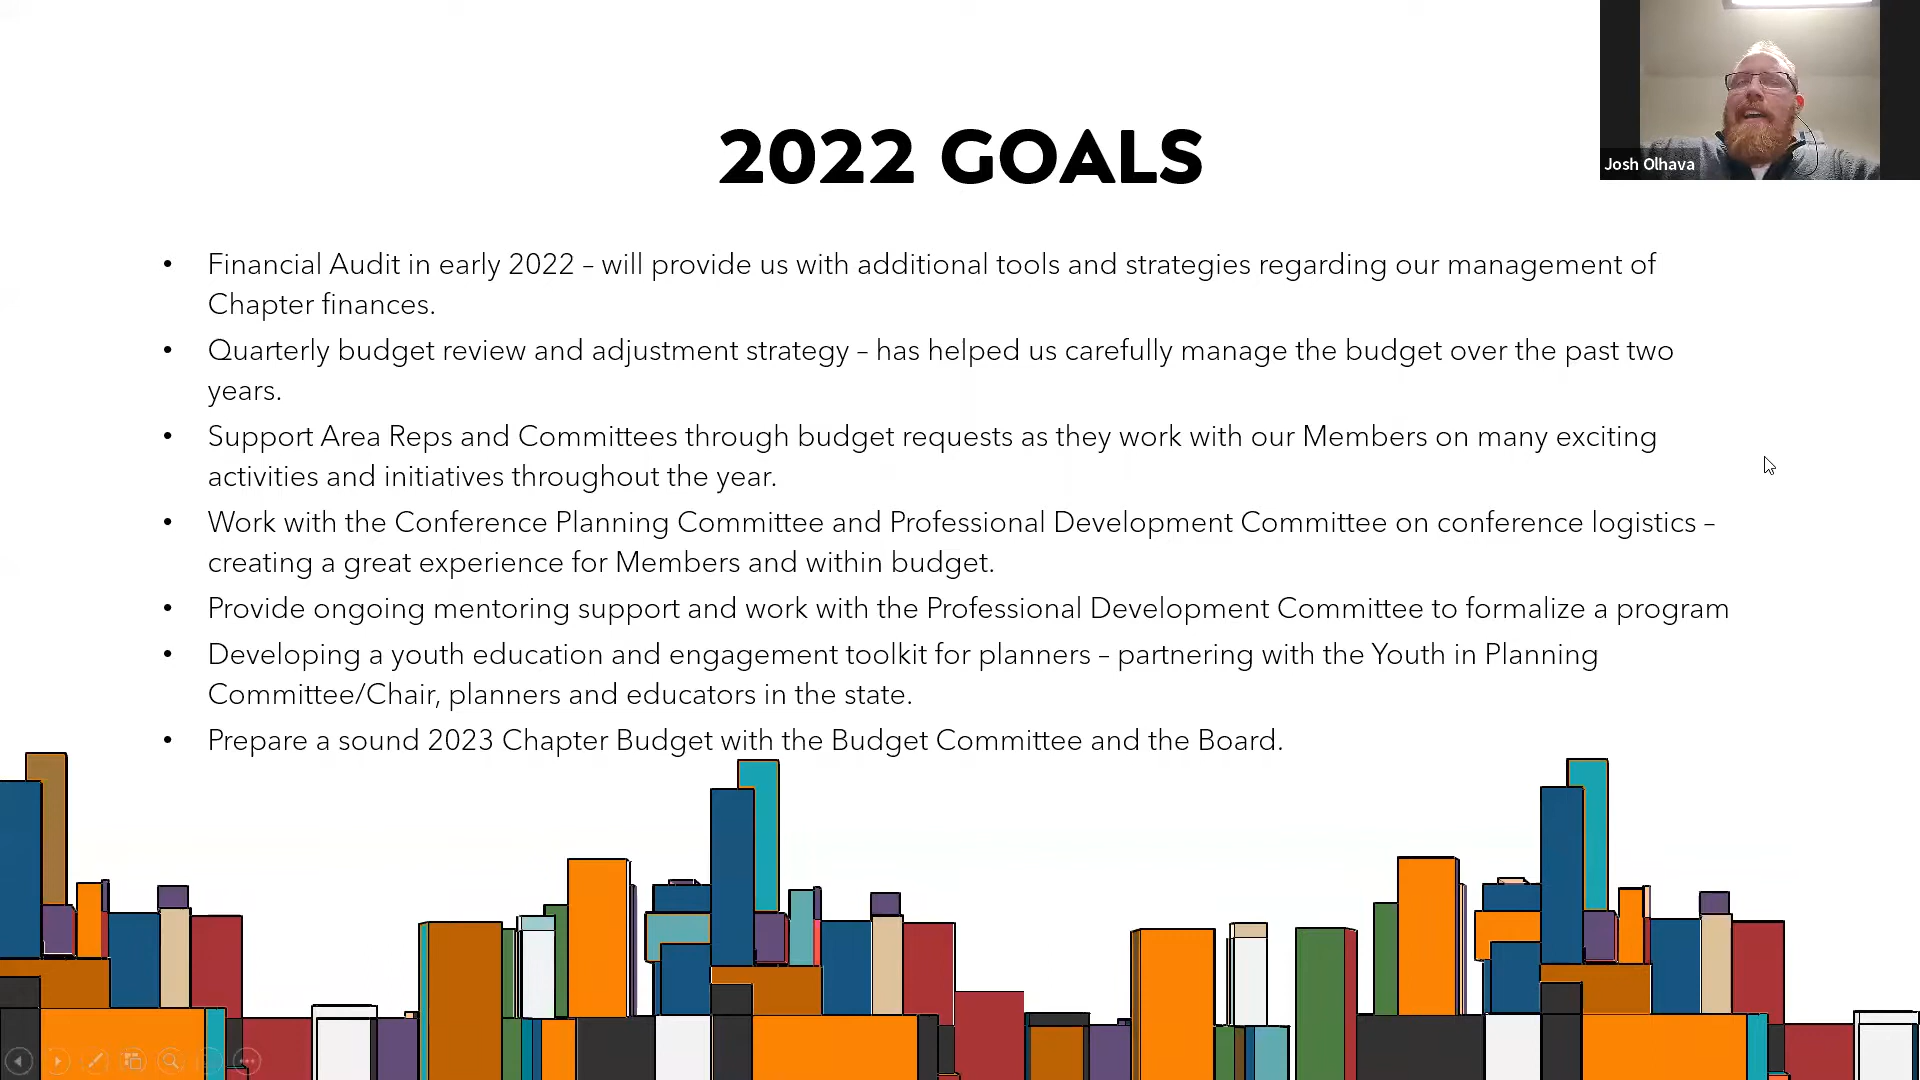 2022 GOALS
Josh Olhava
• Financial Audit in early 2022 – will provide us with additional tools and strategies regarding our management of
Chapter finances.
• Quarterly budget review and adjustment strategy – has helped us carefully manage the budget over the past two
years.
• Support Area Reps and Committees through budget requests as they work with our Members on many exciting
activities and initiatives throughout the year.
• Work with the Conference Planning Committee and Professional Development Committee on conference logistics –
creating a great experience for Members and within budget.
• Provide ongoing mentoring support and work with the Professional Development Committee to formalize a program
• Developing a youth education and engagement toolkit for planners – partnering with the Youth in Planning
Committee/Chair, planners and educators in the state.
• Prepare a sound 2023 Chapter Budget with the Budget Committee and the Board.